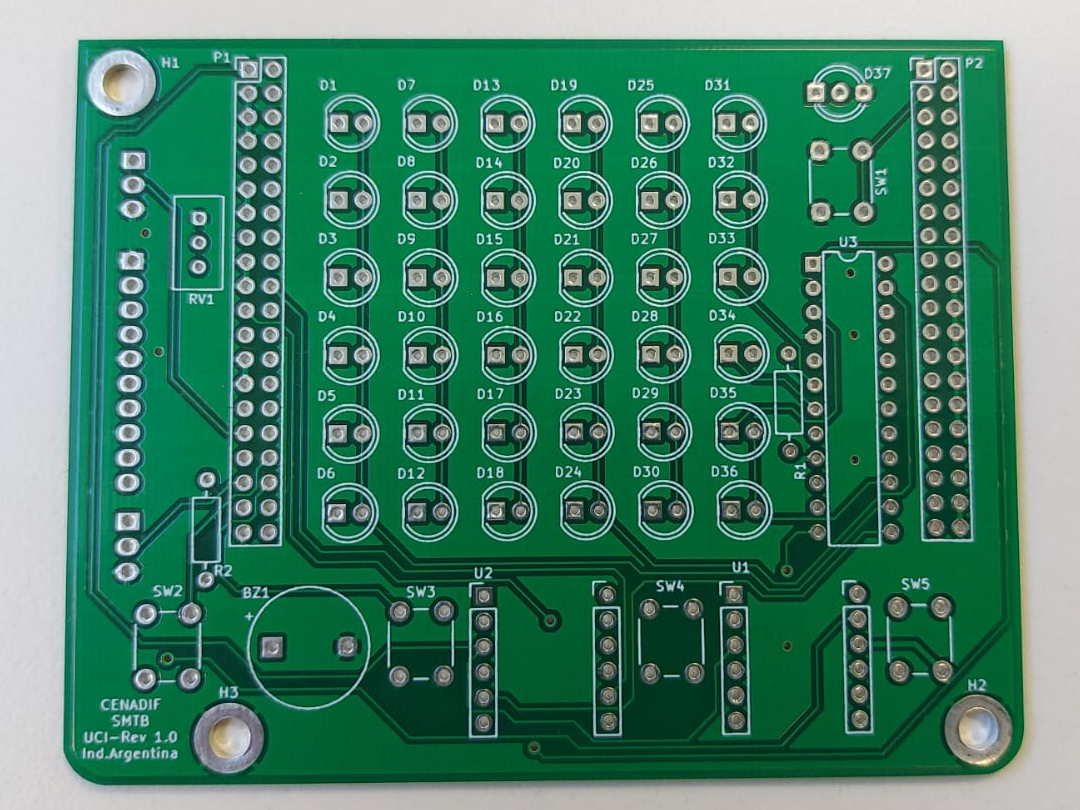 H1
P1
D1 D7 D13 D19 D25 D31
D37
P2
D2 D8 D14 D20 D26 D32
SW1
D3 D9 D15 D21 D27 D33
U3
RV1
D4 D10 D16 D22 D28 D34
D5 D11 D17 D23 D29 D35
D6 D12 D18 D24 D30 D36
R1
R2
U2
U1
SW2
BZ1
SW3
SW4
SW5
+
H3
H2
CENADIF
SMTB
UCI-Rev 1.0
Ind.Argentina